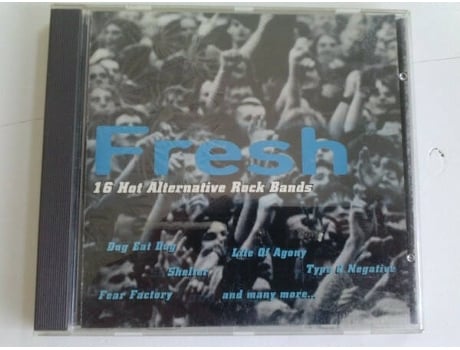 Fresh
16 Hot Alternative Rock Bands
Dog Eat Dog
Life Of Agony
Shelter
Type O Negative
Fear Factory
and many more..